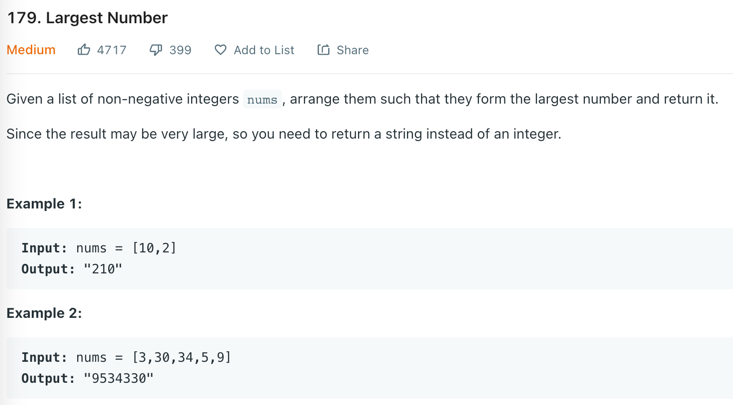 179. Largest Number
Medium 4717 399 Add to List Share
Given a list of non-negative integers nums , arrange them such that they form the largest number and return it.
Since the result may be very large, so you need to return a string instead of an integer.
Example 1:
Input: nums = [10,2]
Output: "210"
Example 2:
Input: nums = [3,30,34,5,9]
Output: "9534330"